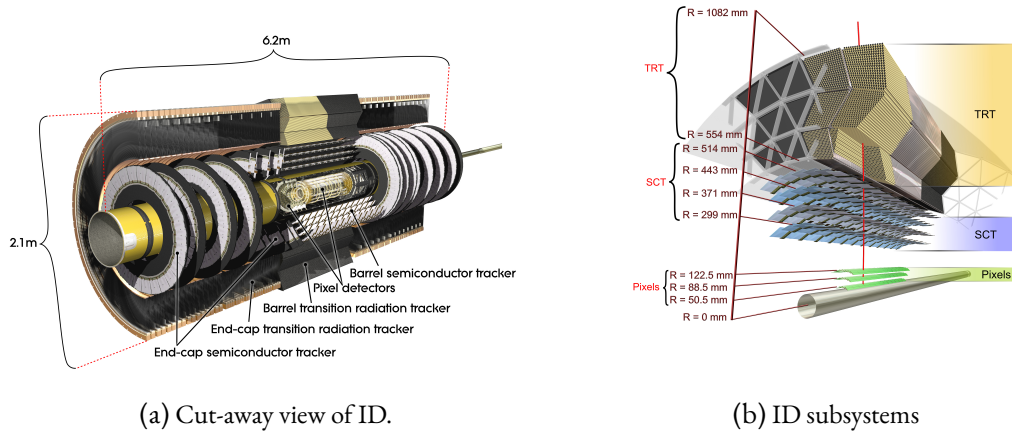 6.2m
2.1m
Barrel semiconductor tracker
Pixel detectors
Barrel transition radiation tracker
End-cap transition radiation tracker
End-cap semiconductor tracker
(a) Cut-away view of ID.
R = 1082 mm
TRT
TRT
R = 554 mm
R = 514 mm
R = 443 mm
SCT
R = 371 mm
R = 299 mm
SCT
R = 122.5 mm
Pixels
Pixels
R = 88.5 mm
R = 50.5 mm
R = 0 mm
(b) ID subsystems